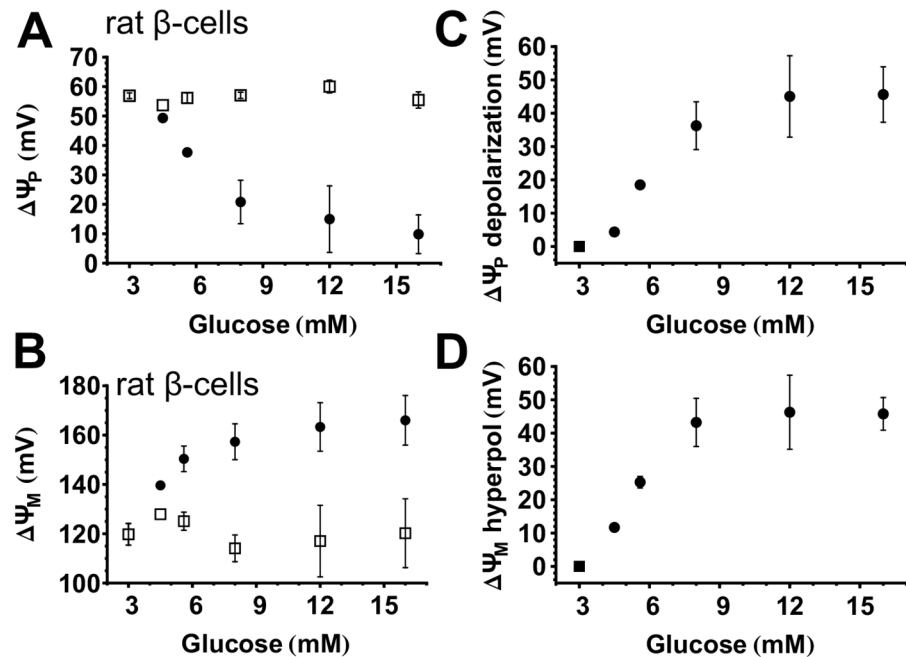 A
rat β-cells
ΔΨP (mV)
70
60
50
40
30
20
10
0
3 6 9 12 15
Glucose (mM)
B
rat β-cells
ΔΨM (mV)
180
160
140
120
100
3 6 9 12 15
Glucose (mM)
C
ΔΨP depolarization (mV)
60
50
40
30
20
10
0
3 6 9 12 15
Glucose (mM)
D
ΔΨM hyperpol (mV)
60
50
40
30
20
10
0
3 6 9 12 15
Glucose (mM)